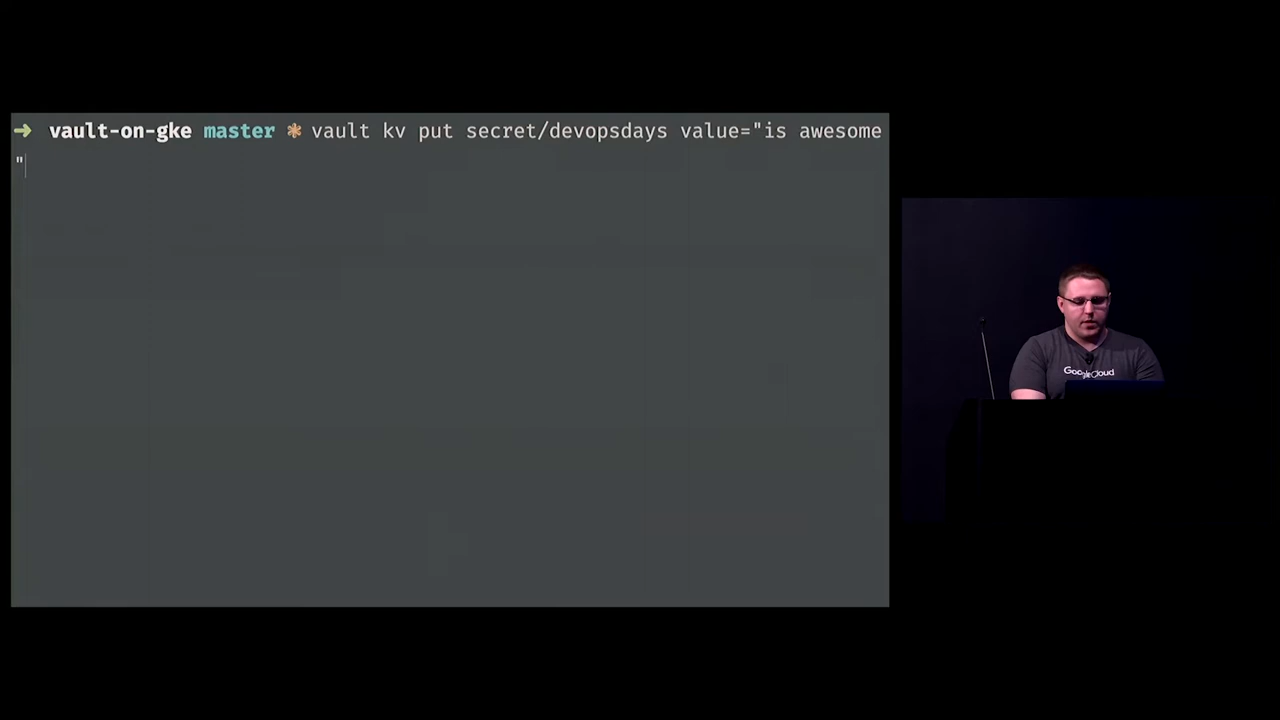 ➜ vault-on-gke master ✱ vault kv put secret/devopsdays value="is awesome
"
Google Cloud